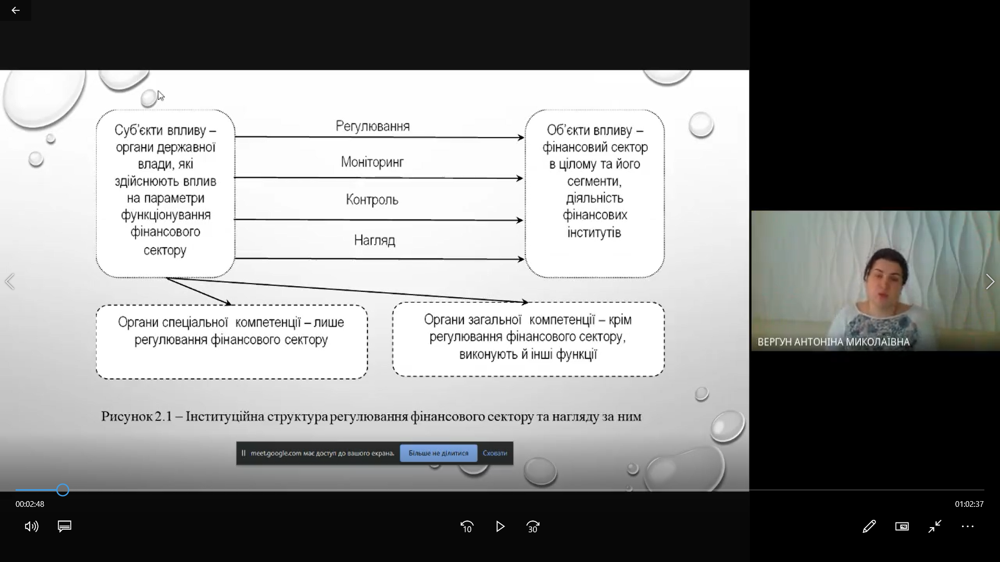 Суб’єкти впливу –
органи державної
влади, які
здійснюють вплив
на параметри
функціонування
фінансового
сектору
Регулювання
Моніторинг
Контроль
Нагляд
Об’єкти впливу –
фінансовий сектор
в цілому та його
сегменти,
діяльність
фінансових
інститутів
Органи спеціальної компетенції – лише
регулювання фінансового сектору
Органи загальної компетенції – крім
регулювання фінансового сектору,
виконують й інші функції
Рисунок 2.1 – Інституційна структура регулювання фінансового сектору та нагляду за ним
meet.google.com має доступ до вашого екрана.
Більше не ділитися
Сховати
ВЕРГУН АНТОНІНА МИКОЛАЇВНА
00:02:48
01:02:37
10
30